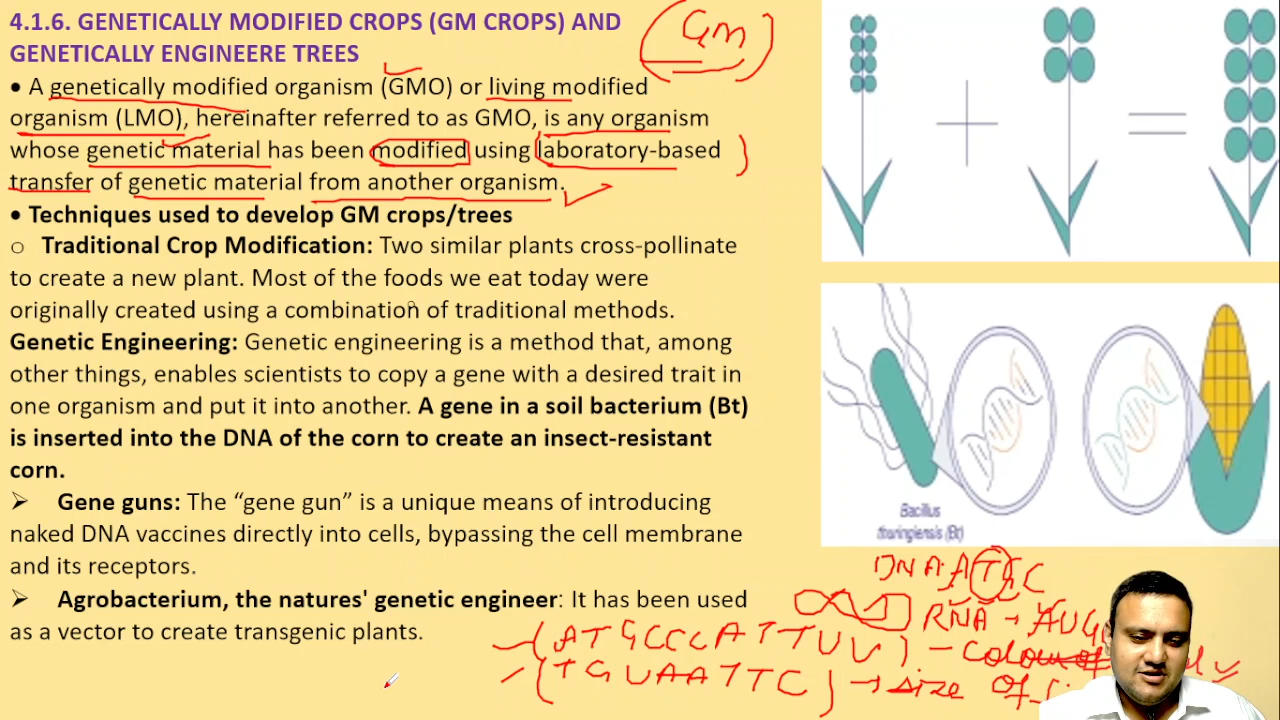 4.1.6. GENETICALLY MODIFIED CROPS (GM CROPS) AND
GENETICALLY ENGINEERE TREES
GM
• A genetically modified organism (GMO) or living modified
organism (LMO), hereinafter referred to as GMO, is any organism
whose genetic material has been modified using laboratory-based
transfer of genetic material from another organism.
• Techniques used to develop GM crops/trees
o Traditional Crop Modification: Two similar plants cross-pollinate
to create a new plant. Most of the foods we eat today were
originally created using a combination of traditional methods.
Genetic Engineering: Genetic engineering is a method that, among
other things, enables scientists to copy a gene with a desired trait in
one organism and put it into another. A gene in a soil bacterium (Bt)
is inserted into the DNA of the corn to create an insect-resistant
corn.
➢ Gene guns: The “gene gun” is a unique means of introducing
naked DNA vaccines directly into cells, bypassing the cell membrane
and its receptors.
➢ Agrobacterium, the natures' genetic engineer: It has been used
as a vector to create transgenic plants.
Bacillus
thuringiensis (Bt)
DNA
RNA → AUG
ATGCCCATTUU
TGUAATTC → size of